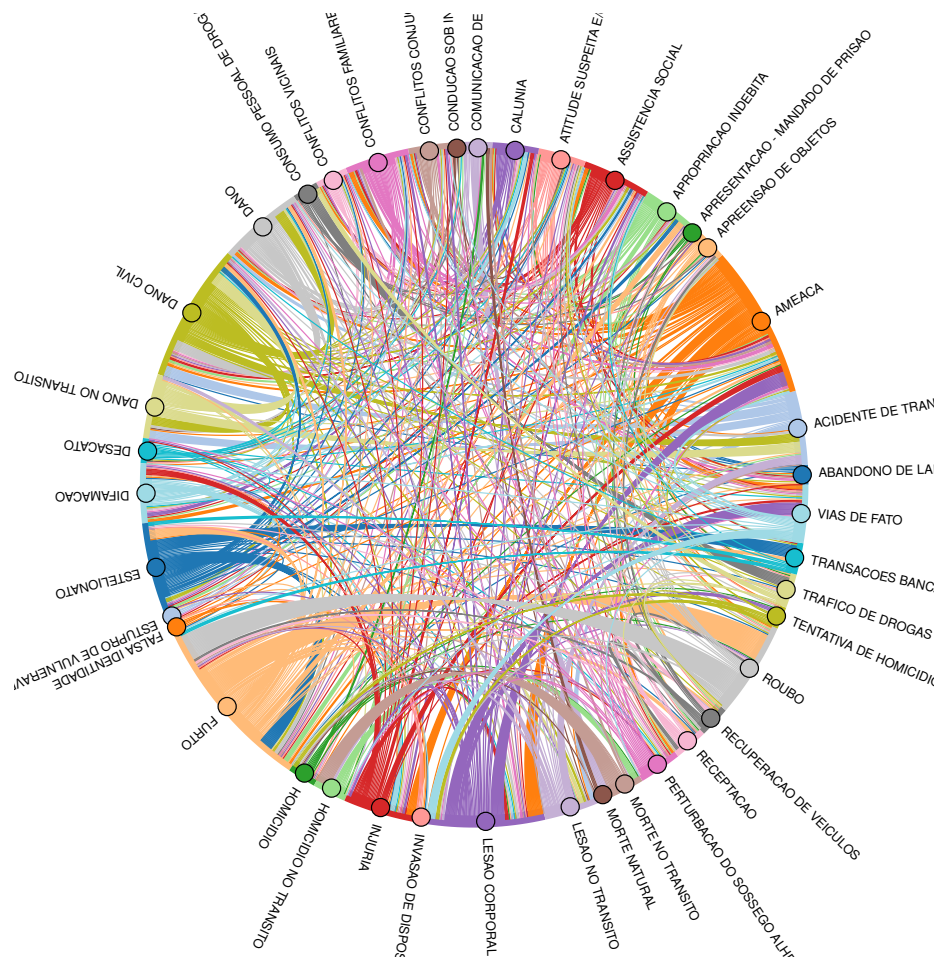 CONSUMO PESSOAL DE DROG
CONFLITOS VICINAIS
CONFLITOS FAMILIARE
CONFLITOS CONJU
CONDUCAO SOB IN
COMUNICACAO DE
CALUNIA
ATITUDE SUSPEITA E/
ASSISTENCIA SOCIAL
APROPRIACAO INDEBITA
APRESENTACAO - MANDADO DE PRISAO
APREENSAO DE OBJETOS
AMEACA
ACIDENTE DE TRAN
ABANDONO DE LA
VIAS DE FATO
TRANSACOES BANC
TRAFICO DE DROGAS
TENTATIVA DE HOMICIDIO
ROUBO
RECUPERACAO DE VEICULOS
RECEPTACAO
PERTURBACAO DO SOSSEGO ALHE
MORTE NO TRANSITO
MORTE NATURAL
LESAO NO TRANSITO
LESAO CORPORAL
INVASAO DE DISPOS
INJURIA
HOMICIDIO NO TRANSITO
HOMICIDIO
FURTO
FALSA IDENTIDADE
ESTUPRO DE VULNERAV
ESTELIONATO
DIFAMACAO
DESACATO
DANO NO TRANSITO
DANO CIVIL
DANO